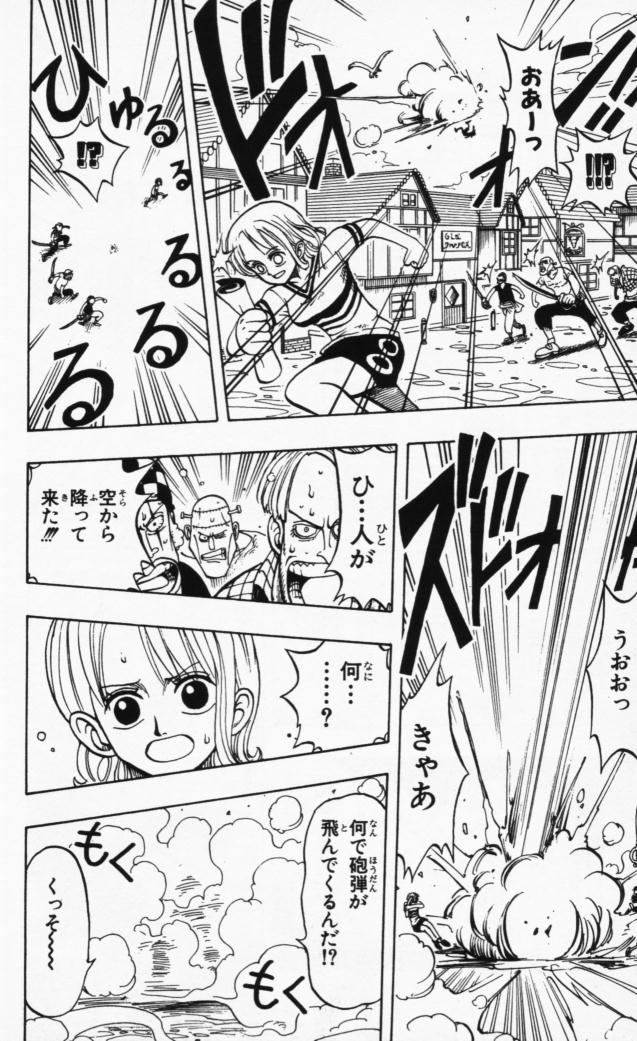 おあーっ
!!!?
ドォォ
!!
!?
ひゅるるるるる
ズドォォ
うおおっ
きゃあ
ひ…人が
空から
降って
来た!!!
何…
……?
何で砲弾が
飛んでくるんだ!?
もくもく
くっそ〜〜〜